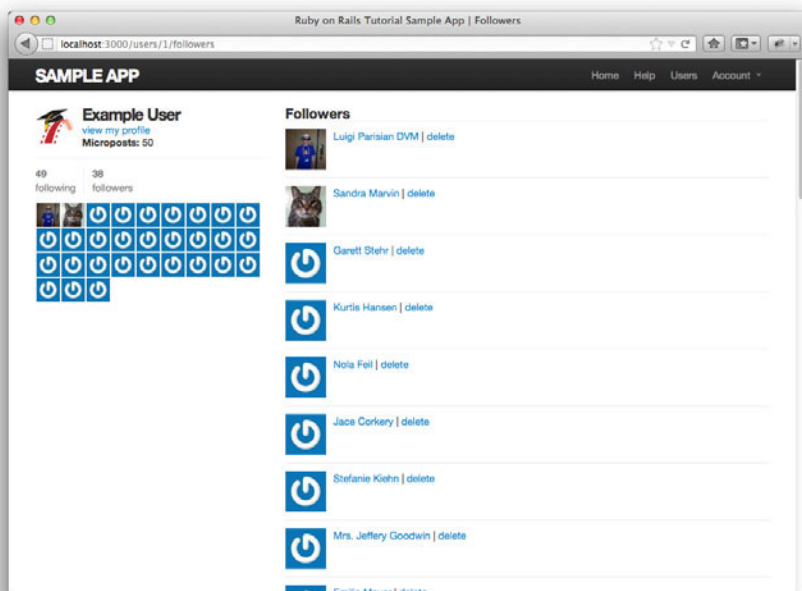 Ruby on Rails Tutorial Sample App | Followers
localhost:3000/users/1/followers
SAMPLE APP
Home Help Users Account
Example User
view my profile
Microposts: 50
49 following
38 followers
Followers
Luigi Parisian DVM | delete
Sandra Marvin | delete
Garett Stehr | delete
Kurtis Hansen | delete
Nola Feil | delete
Jace Corkery | delete
Stefanie Kiehn | delete
Mrs. Jeffery Goodwin | delete